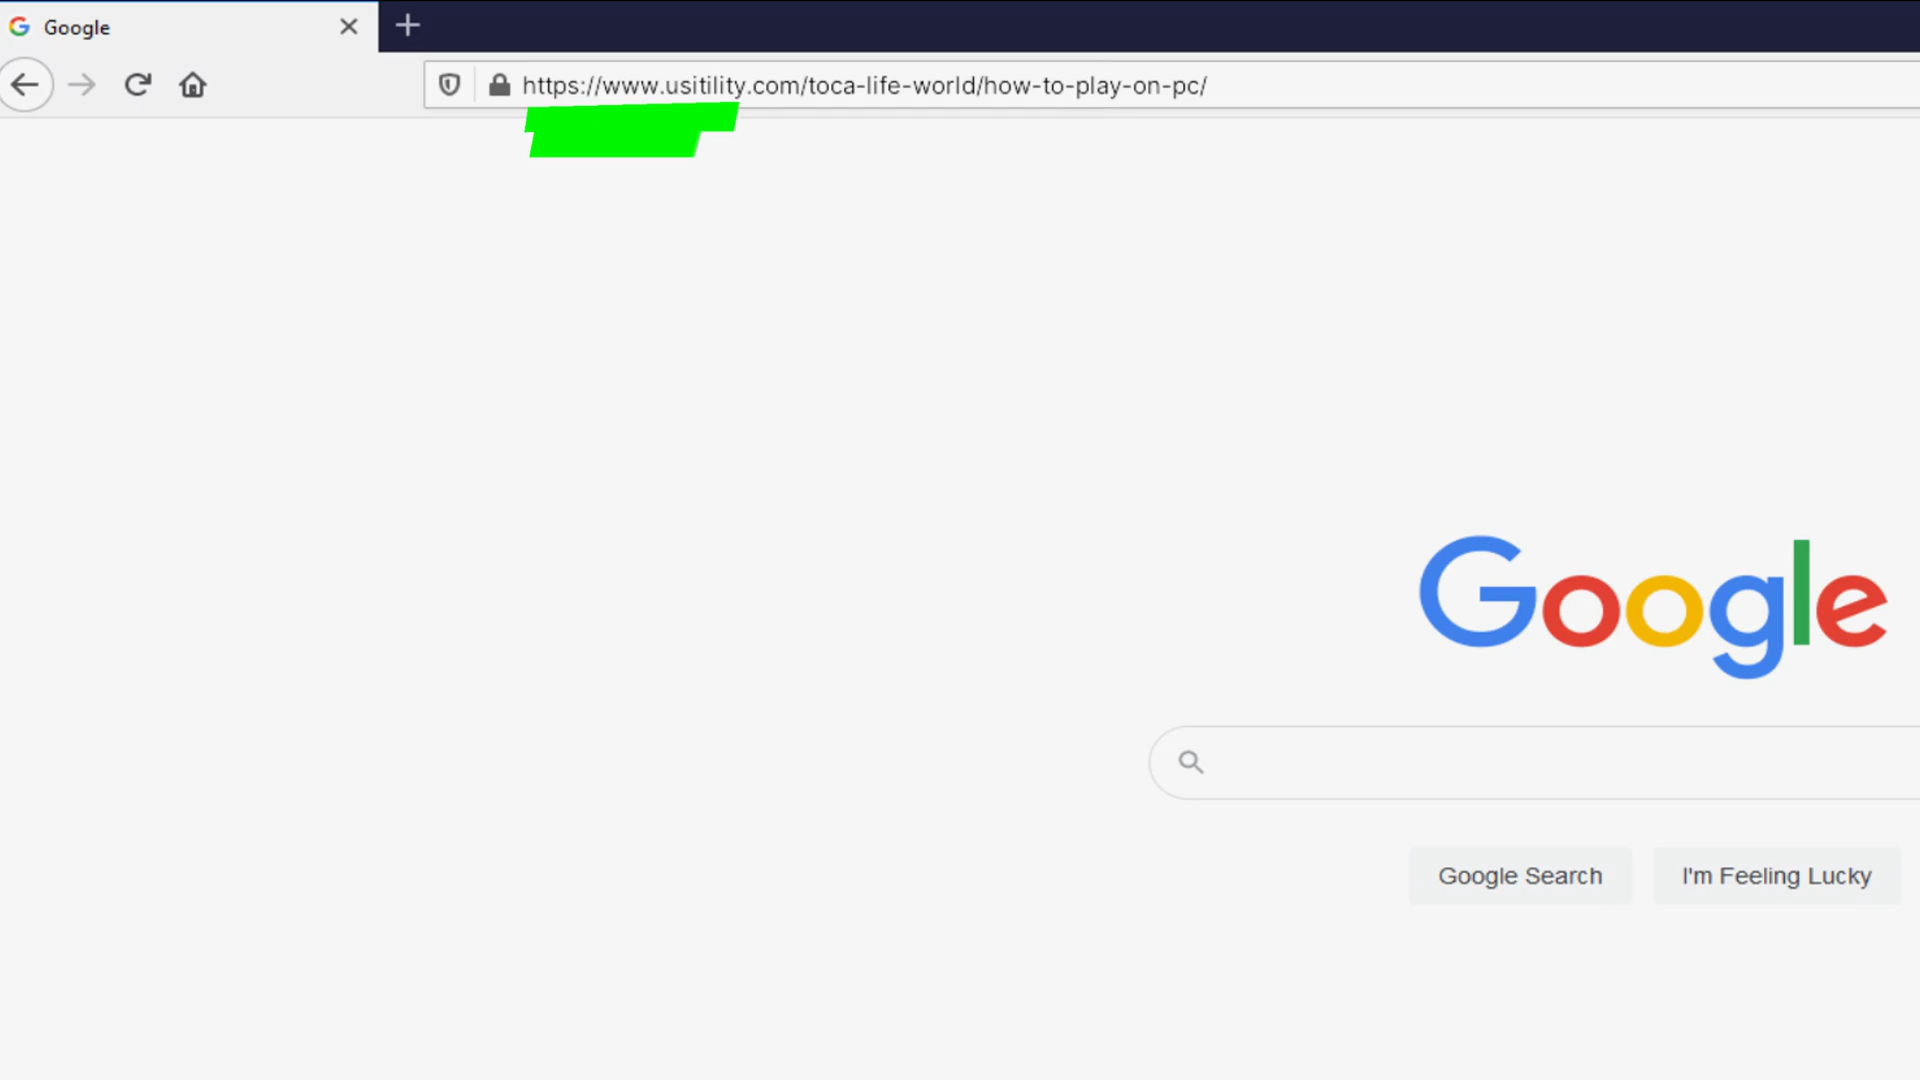 Google
https://www.usitility.com/toca-life-world/how-to-play-on-pc/
Google
Google Search
I'm Feeling Lucky